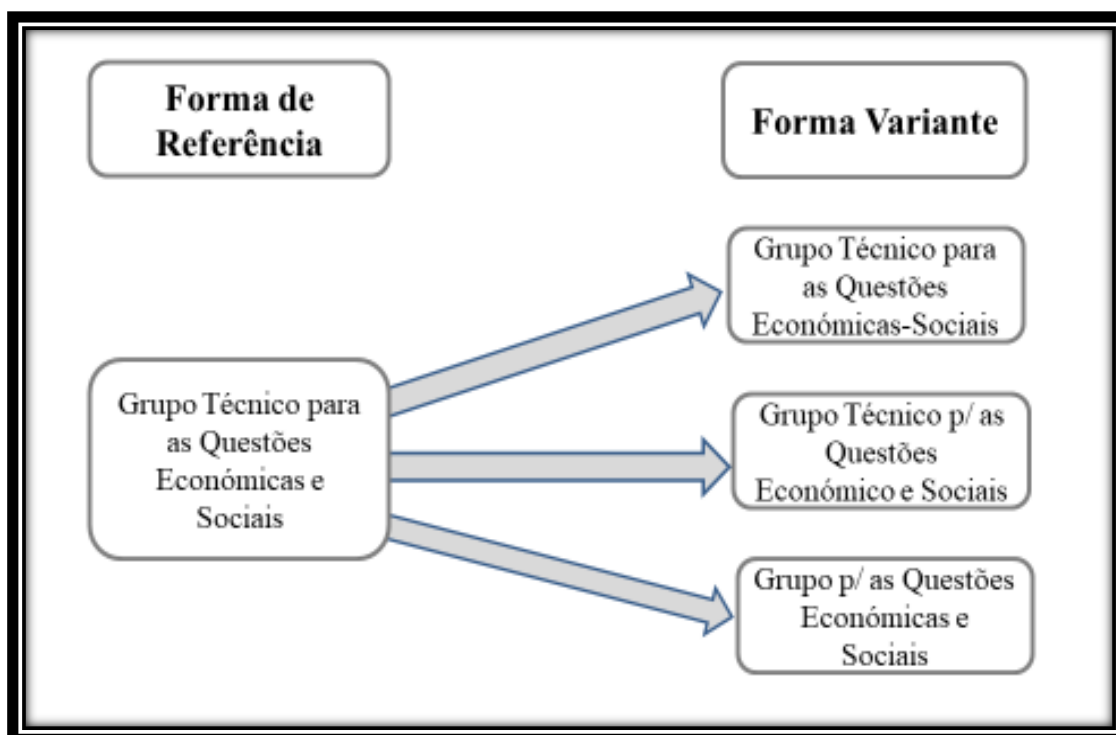 Forma de
Referência
Forma Variante
Grupo Técnico para
as Questões
Económicas e
Sociais
Grupo Técnico para
as Questões
Económicas-Sociais
Grupo Técnico p/ as
Questões
Económico e Sociais
Grupo p/ as Questões
Económicas e
Sociais